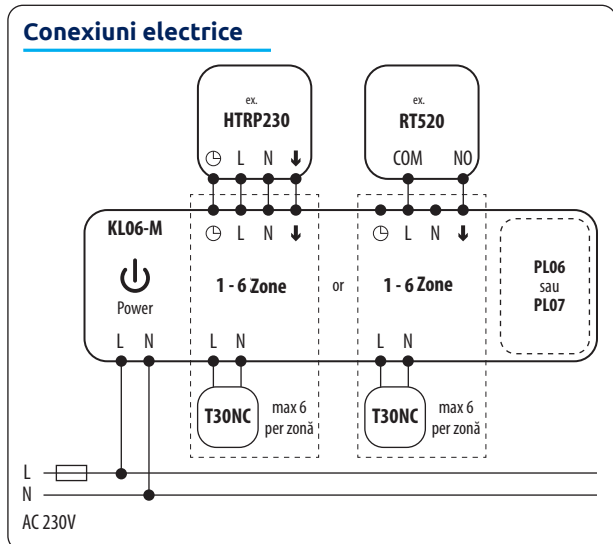 Conexiuni electrice
ex. ex.
HTRP230 RT520
L N COM NO
KL06-M
L N L N
Power
1 - 6 Zone or 1 - 6 Zone
PL06
sau
PL07
L N L N L N
T30NC max 6 per zonă T30NC max 6 per zonă
L
N
AC 230V